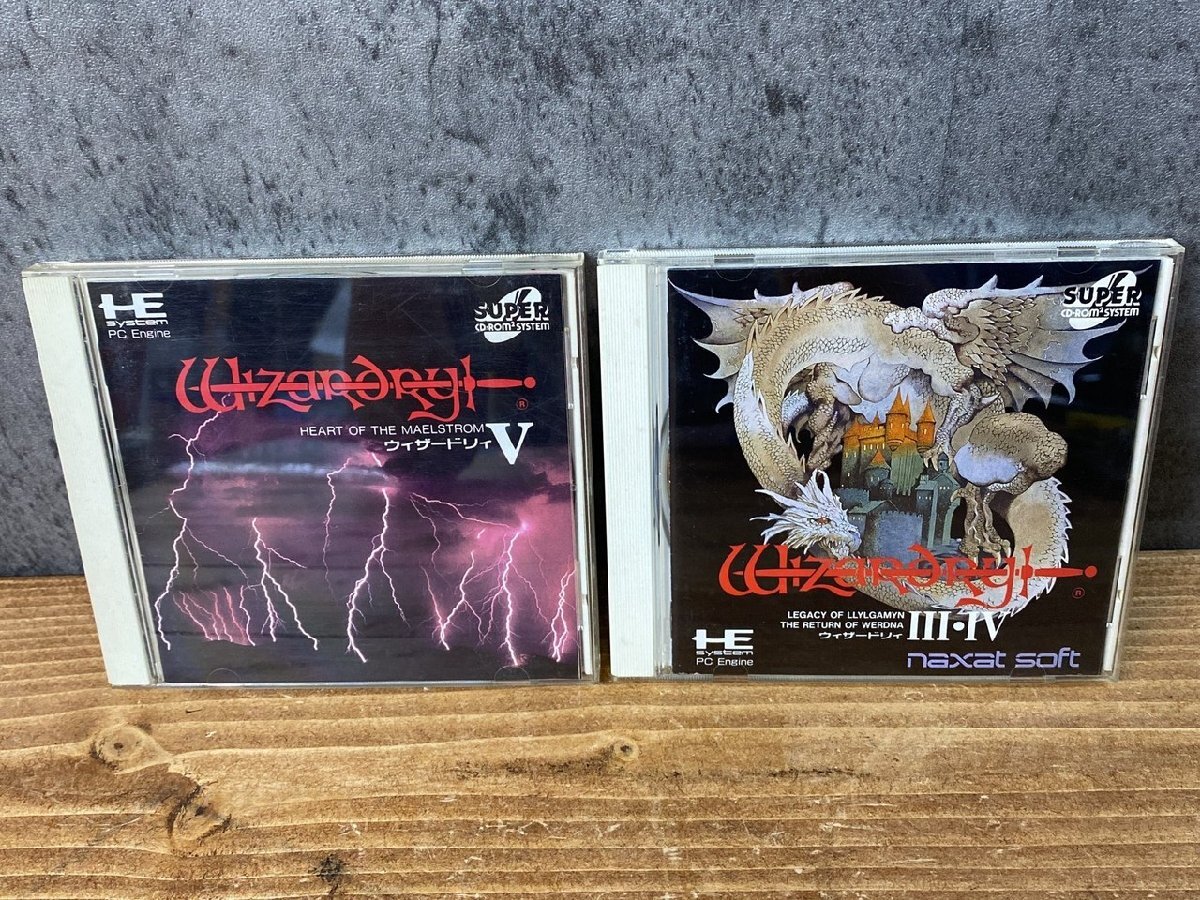 HE
system
PC Engine
SUPER
CD-ROM² SYSTEM
Wizardry
®
HEART OF THE MAELSTROM
ウィザードリィ
V
SUPER
CD-ROM² SYSTEM
Wizardry
®
LEGACY OF LLYLGAMYN
THE RETURN OF WERDNA
ウィザードリィ
III・IV
HE
system
PC Engine
naxat soft